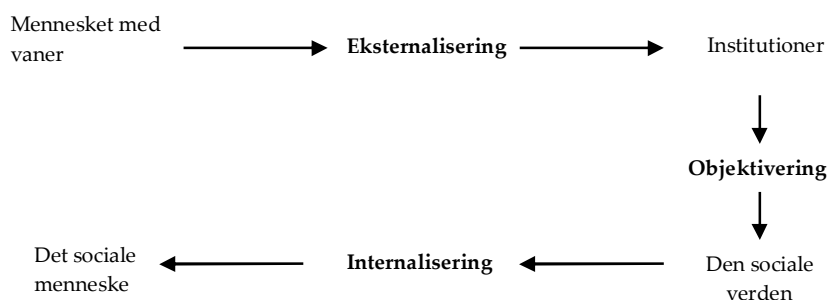 Mennesket med
vaner
Eksternalisering
Institutioner
Objektivering
Det sociale
menneske
Internalisering
Den sociale
verden